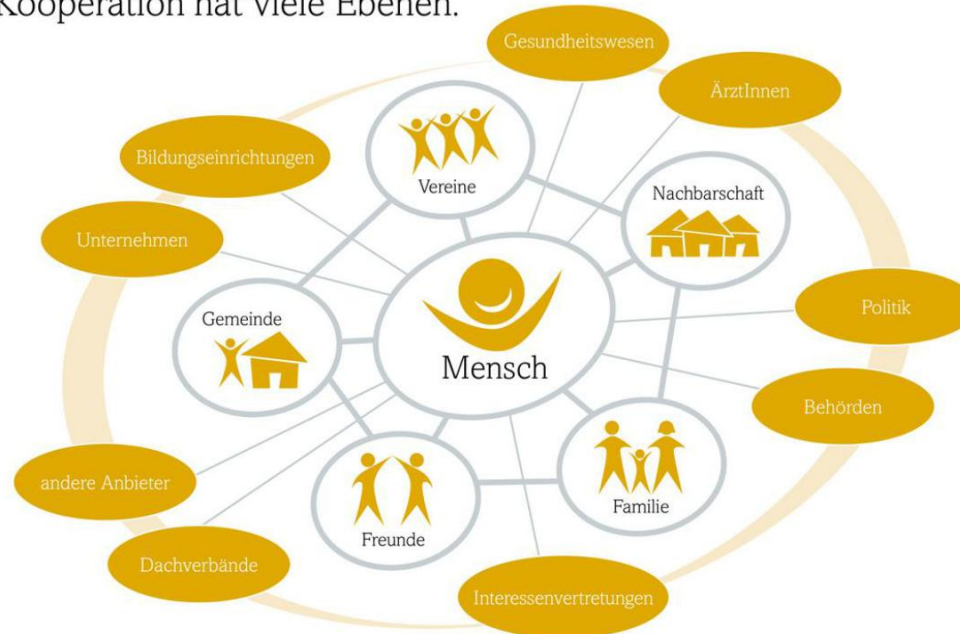 Kooperation hat viele Ebenen.
Gesundheitswesen
ÄrztInnen
Bildungseinrichtungen
Vereine
Nachbarschaft
Unternehmen
Gemeinde
Politik
Mensch
Behörden
andere Anbieter
Familie
Freunde
Dachverbände
Interessenvertretungen